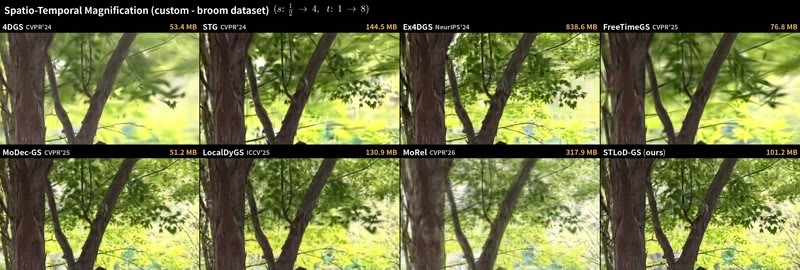 Spatio-Temporal Magnification (custom - broom dataset) (s: 1/2 → 4, t: 1 → 8)
4DGS CVPR'24 53.4 MB STG CVPR'24 144.5 MB Ex4DGS NeurIPS'24 838.6 MB FreeTimeGS CVPR'25 76.8 MB
MoDec-GS CVPR'25 51.2 MB LocalDyGS ICCV'25 130.9 MB MoRel CVPR'26 317.9 MB STLoD-GS (ours) 101.2 MB